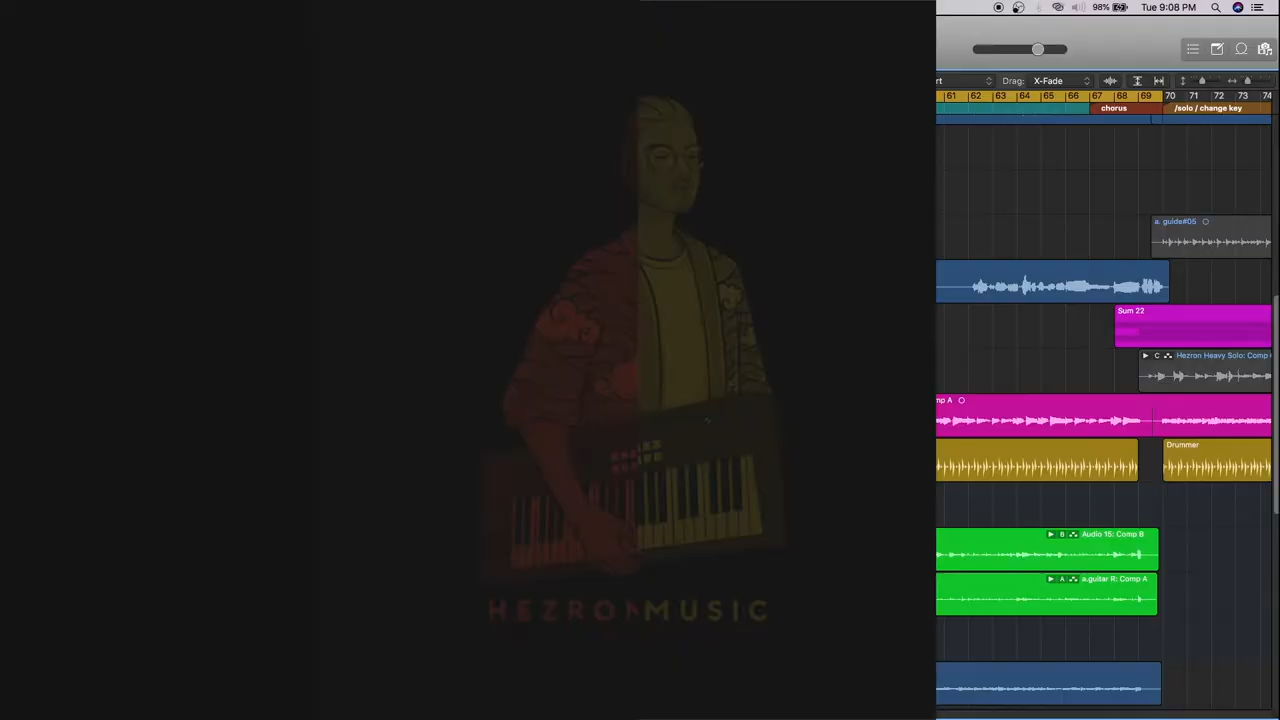 98% Tue 9:08 PM
rt Drag: X-Fade
61 62 63 64 65 66 67 68 69 70 71 72 73 74
chorus /solo / change key
a. guide#05
Sum 22
C Hezron Heavy Solo: Comp
mp A
Drummer
B Audio 15: Comp B
A a.guitar R: Comp A
HEZRONMUSIC